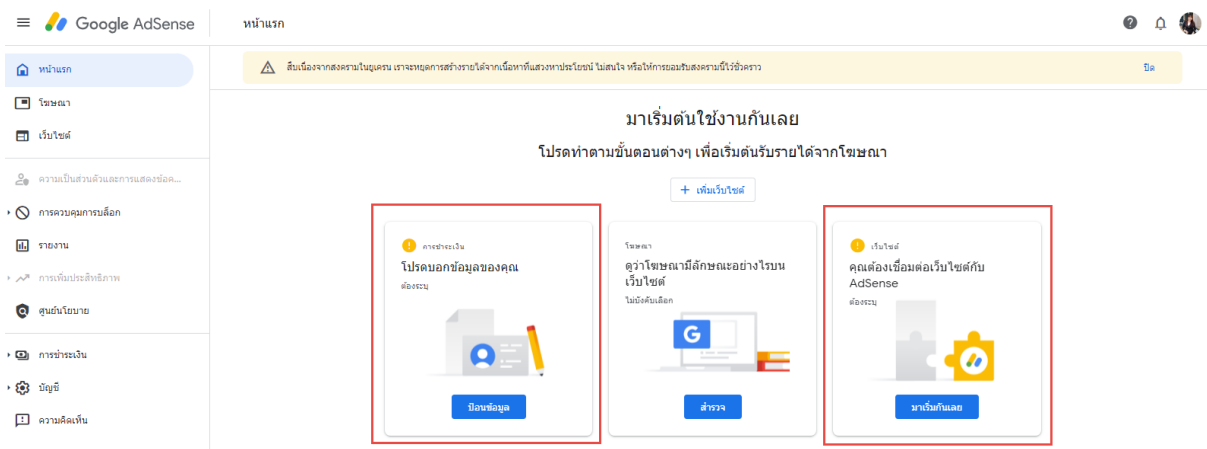 Google AdSense
หน้าแรก
หน้าแรก
โฆษณา
เว็บไซต์
ความเป็นส่วนตัวและการแสดงข้อค...
การควบคุมการบล็อก
รายงาน
การเพิ่มประสิทธิภาพ
ศูนย์นโยบาย
การชำระเงิน
บัญชี
ความคิดเห็น
สืบเนื่องจากสงครามในยูเครน เราจะหยุดการสร้างรายได้จากเนื้อหาที่แสวงหาประโยชน์ ไม่สนใจ หรือให้การยอมรับสงครามนี้ไว้ชั่วคราว
ปิด
มาเริ่มต้นใช้งานกันเลย
โปรดทำตามขั้นตอนต่างๆ เพื่อเริ่มต้นรับรายได้จากโฆษณา
+ เพิ่มเว็บไซต์
การชำระเงิน
โปรดบอกข้อมูลของคุณ
ต้องระบุ
ป้อนข้อมูล
โฆษณา
ดูว่าโฆษณามีลักษณะอย่างไรบน
เว็บไซต์
ไม่บังคับเลือก
G
สำรวจ
เว็บไซต์
คุณต้องเชื่อมต่อเว็บไซต์กับ
AdSense
ต้องระบุ
มาเริ่มกันเลย